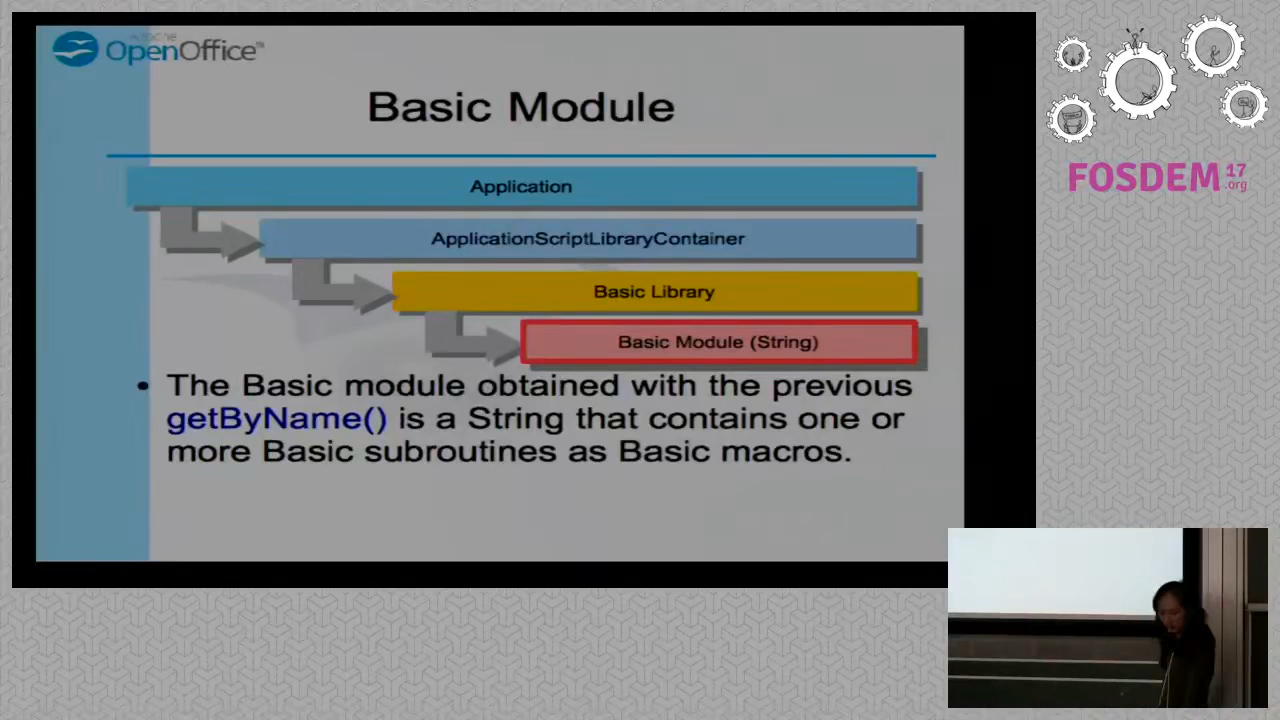 OpenOffice™
Basic Module
Application
ApplicationScriptLibraryContainer
Basic Library
Basic Module (String)
• The Basic module obtained with the previous
getByName() is a String that contains one or
more Basic subroutines as Basic macros.
FOSDEM 17
.org